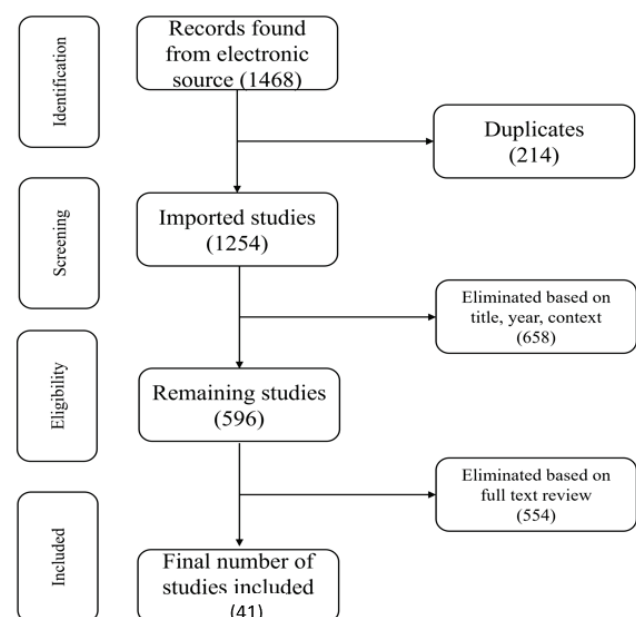 Identification
Records found
from electronic
source (1468)
Duplicates
(214)
Screening
Imported studies
(1254)
Eliminated based on
title, year, context
(658)
Eligibility
Remaining studies
(596)
Eliminated based on
full text review
(554)
Included
Final number of
studies included
(41)